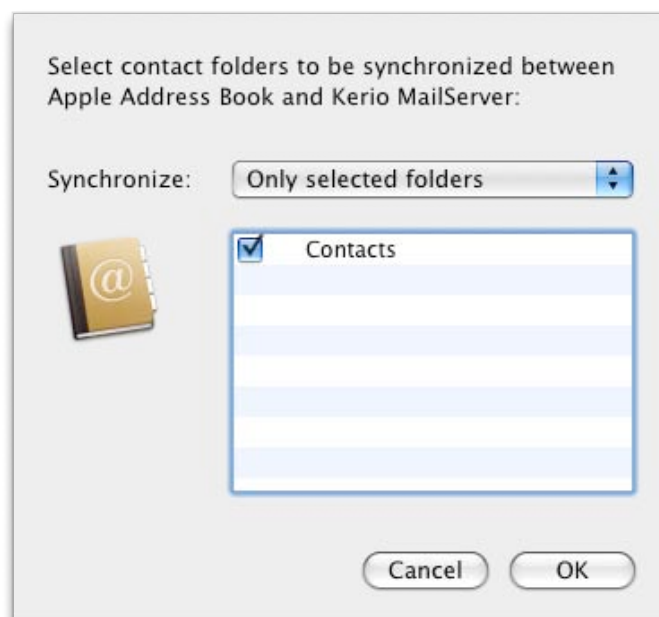 Select contact folders to be synchronized between
Apple Address Book and Kerio MailServer:
Synchronize: Only selected folders
@
Contacts
Cancel OK